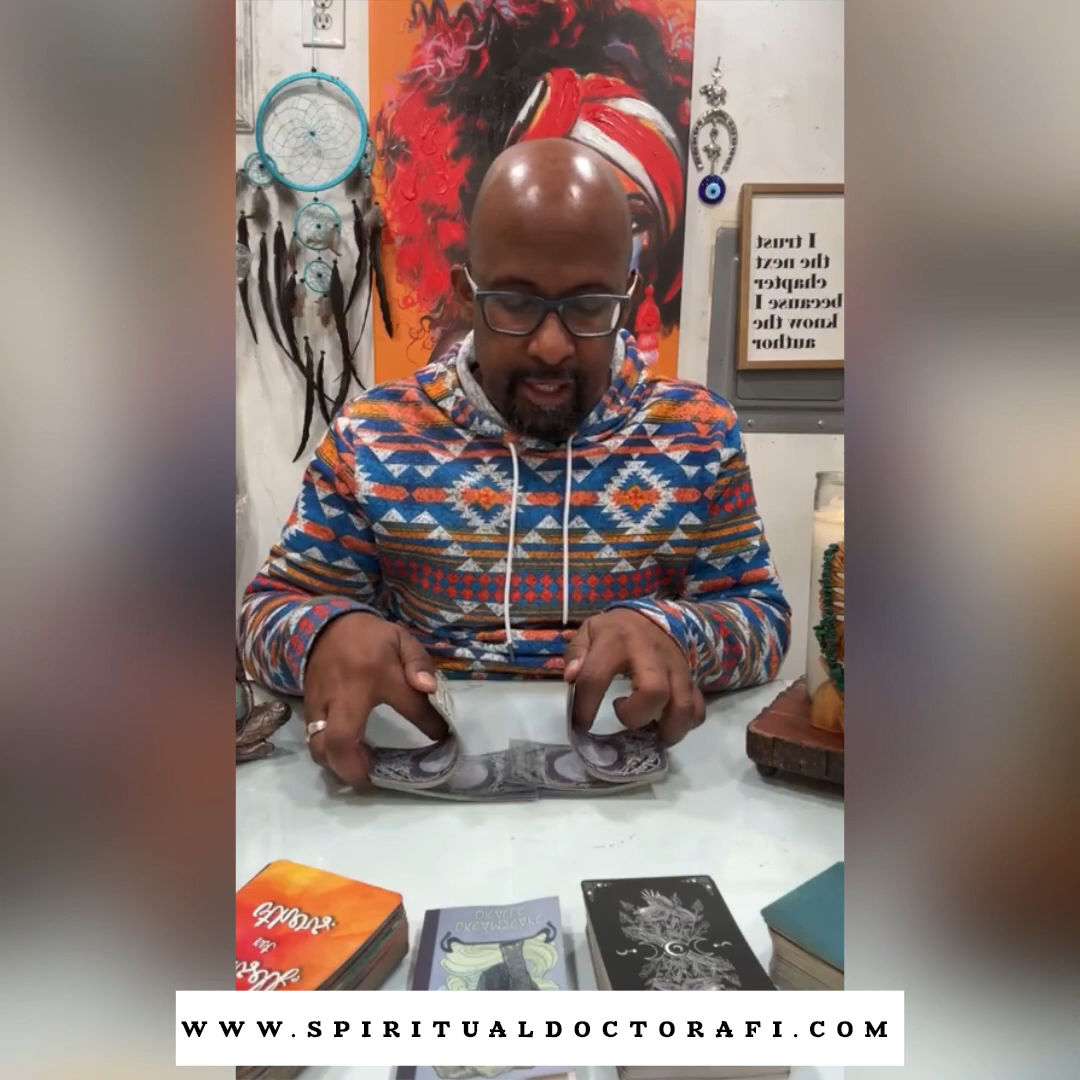 I trust
the next
chapter
because I
know the
author
WWW.SPIRITUALDOCTORAFI.COM